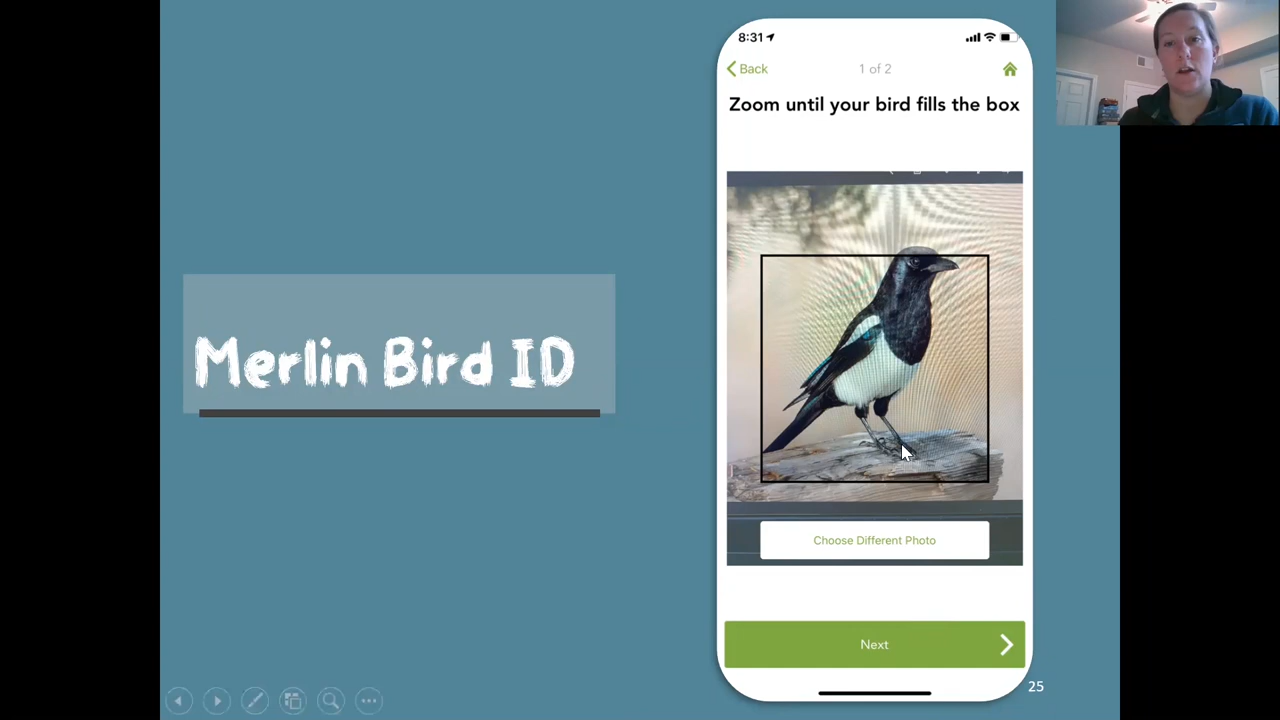 8:31
Back
1 of 2
Zoom until your bird fills the box
Merlin Bird ID
Choose Different Photo
Next
25